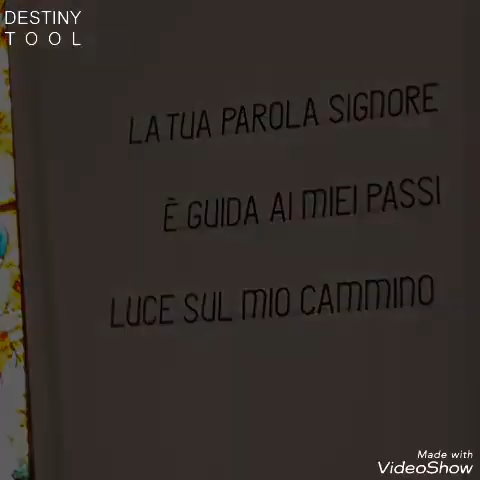 DESTINY
TOOL
LA TUA PAROLA SIGNORE
È GUIDA AI MIEI PASSI
LUCE SUL MIO CAMMINO
Made with
VideoShow